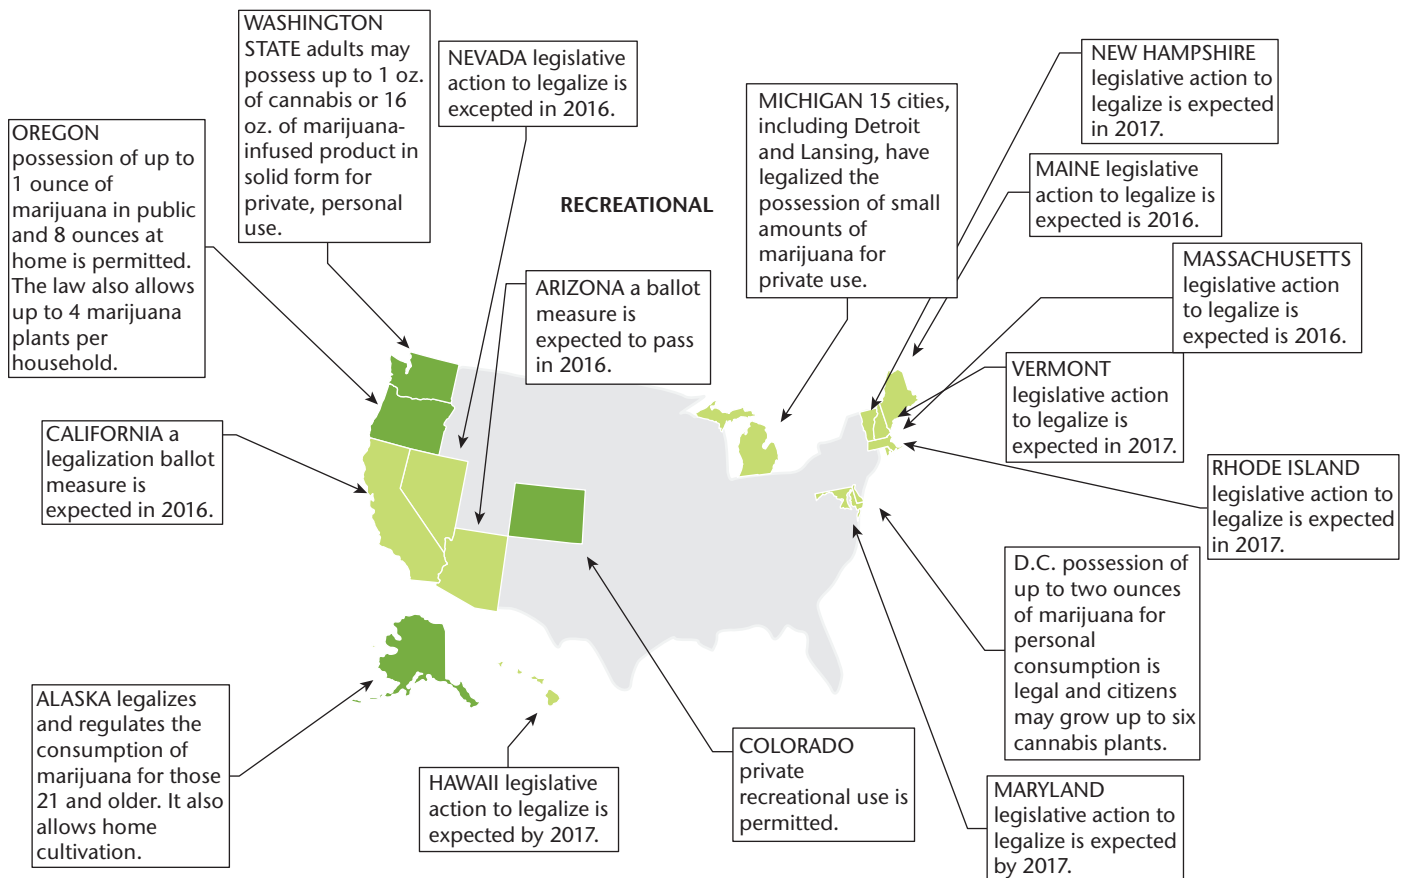 WASHINGTON
STATE adults may
possess up to 1 oz.
of cannabis or 16
oz. of marijuana-
infused product in
solid form for
private, personal
use.
NEVADA legislative
action to legalize is
excepted in 2016.
NEW HAMPSHIRE
legislative action to
legalize is expected
in 2017.
MICHIGAN 15 cities,
including Detroit
and Lansing, have
legalized the
possession of small
amounts of
marijuana for
private use.
OREGON
possession of up to
1 ounce of
marijuana in public
and 8 ounces at
home is permitted.
The law also allows
up to 4 marijuana
plants per
household.
MAINE legislative
action to legalize is
expected is 2016.
RECREATIONAL
MASSACHUSETTS
legislative action
to legalize is
expected is 2016.
ARIZONA a ballot
measure is
expected to pass
in 2016.
VERMONT
legislative action
to legalize is
expected in 2017.
CALIFORNIA a
legalization ballot
measure is
expected in 2016.
RHODE ISLAND
legislative action to
legalize is expected
in 2017.
D.C. possession of
up to two ounces
of marijuana for
personal
consumption is
legal and citizens
may grow up to six
cannabis plants.
ALASKA legalizes
and regulates the
consumption of
marijuana for those
21 and older. It also
allows home
cultivation.
HAWAII legislative
action to legalize is
expected by 2017.
COLORADO
private
recreational use is
permitted.
MARYLAND
legislative action to
legalize is expected
by 2017.